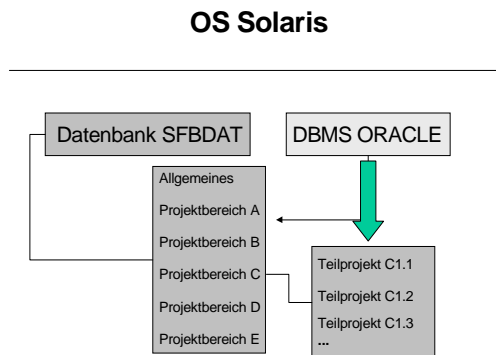 OS Solaris
Datenbank SFBDAT
DBMS ORACLE
Allgemeines
Projektbereich A
Projektbereich B
Projektbereich C
Projektbereich D
Projektbereich E
Teilprojekt C1.1
Teilprojekt C1.2
Teilprojekt C1.3
...